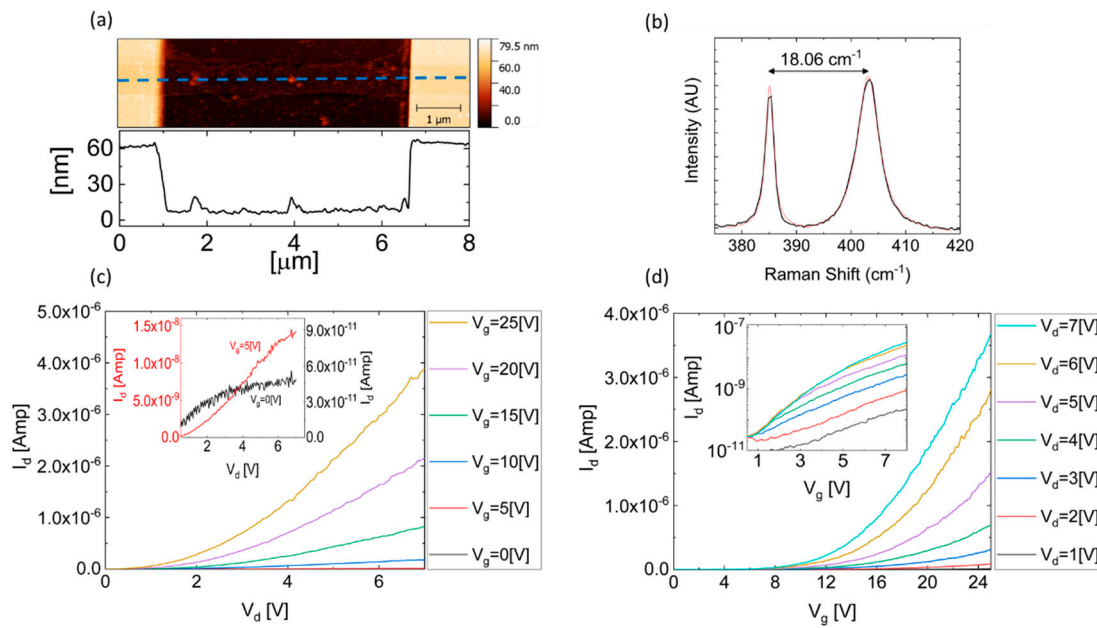 (a)
79.5 nm
60.0
40.0
20.0
0.0
1 μm
[nm]
60
30
0
0 2 4 6 8
[μm]
(b)
18.06 cm⁻¹
Intensity (AU)
380 390 400 410 420
Raman Shift (cm⁻¹)
(c)
5.0x10⁻⁶
4.0x10⁻⁶
3.0x10⁻⁶
2.0x10⁻⁶
1.0x10⁻⁶
0.0
I_d [Amp]
0 2 4 6
V_d [V]
1.5x10⁻⁸
1.0x10⁻⁸
5.0x10⁻⁹
0.0
I_d [Amp]
V_g=5[V]
V_g=0[V]
9.0x10⁻¹¹
6.0x10⁻¹¹
3.0x10⁻¹¹
0.0
I_d [Amp]
2 4 6
V_d [V]
V_g=25[V]
V_g=20[V]
V_g=15[V]
V_g=10[V]
V_g=5[V]
V_g=0[V]
(d)
4.0x10⁻⁶
3.0x10⁻⁶
2.0x10⁻⁶
1.0x10⁻⁶
0.0
I_d [Amp]
0 4 8 12 16 20 24
V_g [V]
10⁻⁷
10⁻⁹
10⁻¹¹
I_d [Amp]
1 3 5 7
V_g [V]
V_d=7[V]
V_d=6[V]
V_d=5[V]
V_d=4[V]
V_d=3[V]
V_d=2[V]
V_d=1[V]